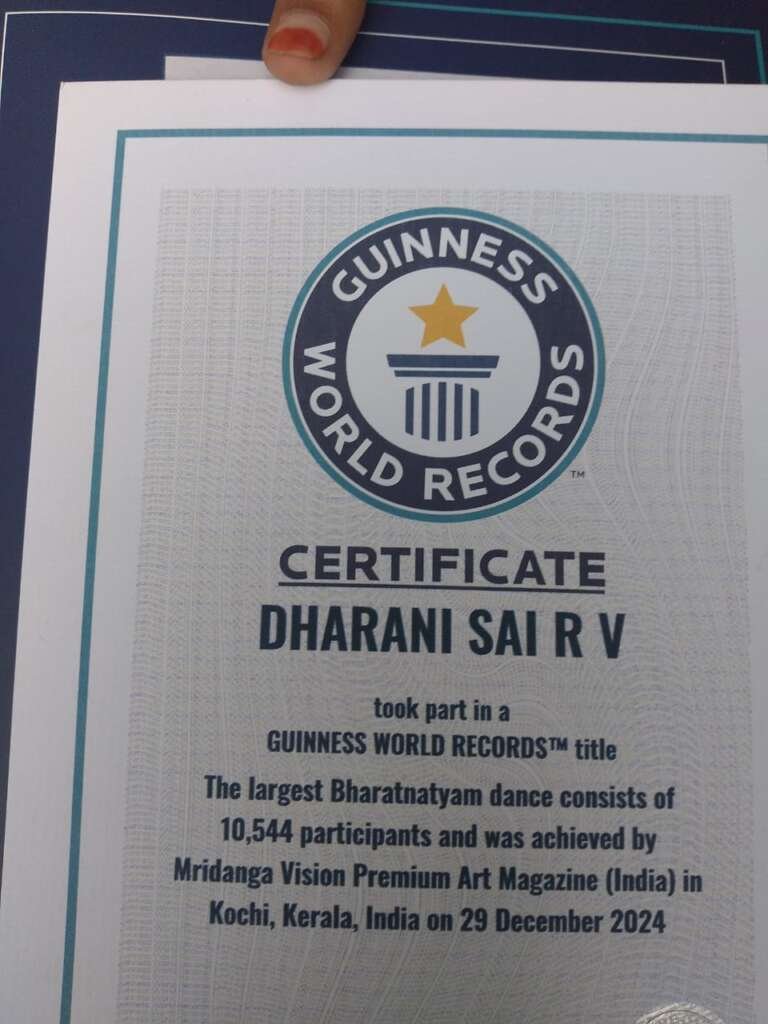 GUINNESS
WORLD RECORDS
TM
CERTIFICATE
DHARANI SAI R V
took part in a
GUINNESS WORLD RECORDS™ title
The largest Bharatnatyam dance consists of
10,544 participants and was achieved by
Mridanga Vision Premium Art Magazine (India) in
Kochi, Kerala, India on 29 December 2024